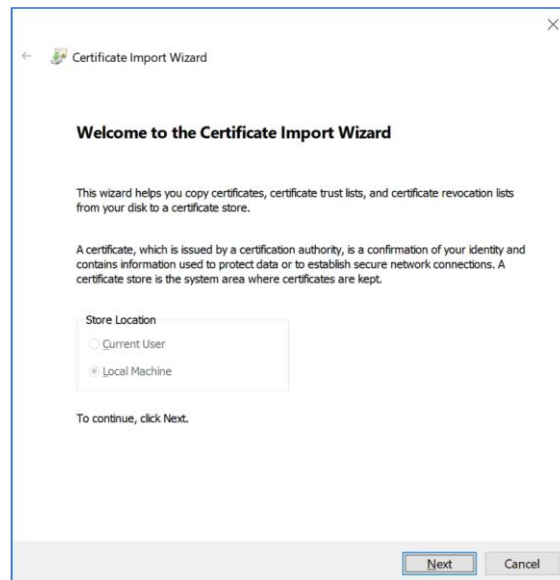 Certificate Import Wizard
Welcome to the Certificate Import Wizard
This wizard helps you copy certificates, certificate trust lists, and certificate revocation lists
from your disk to a certificate store.
A certificate, which is issued by a certification authority, is a confirmation of your identity and
contains information used to protect data or to establish secure network connections. A
certificate store is the system area where certificates are kept.
Store Location
Current User
Local Machine
To continue, click Next.
Next Cancel